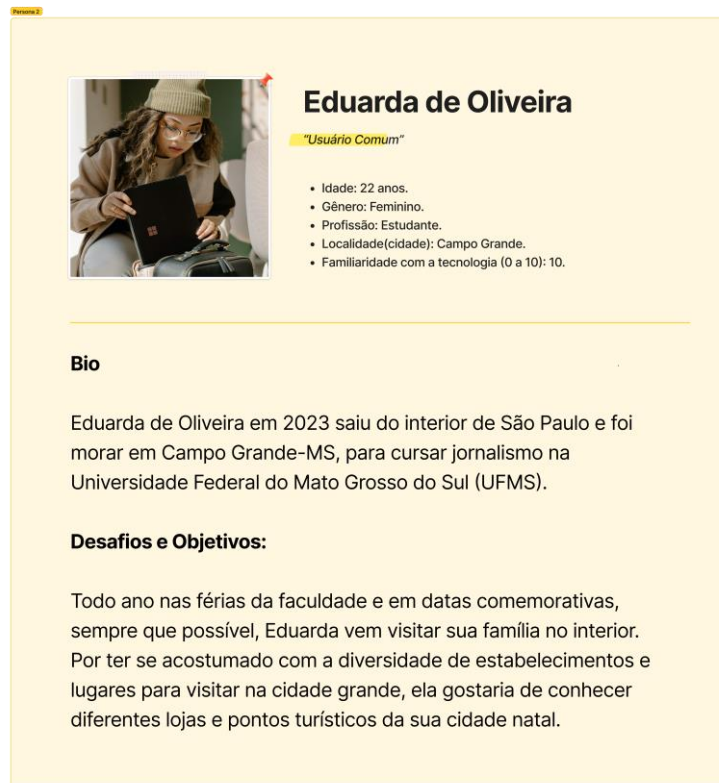 Persona 2
Eduarda de Oliveira
“Usuário Comum”
• Idade: 22 anos.
• Gênero: Feminino.
• Profissão: Estudante.
• Localidade(cidade): Campo Grande.
• Familiaridade com a tecnologia (0 a 10): 10.
Bio
Eduarda de Oliveira em 2023 saiu do interior de São Paulo e foi
morar em Campo Grande-MS, para cursar jornalismo na
Universidade Federal do Mato Grosso do Sul (UFMS).
Desafios e Objetivos:
Todo ano nas férias da faculdade e em datas comemorativas,
sempre que possível, Eduarda vem visitar sua família no interior.
Por ter se acostumado com a diversidade de estabelecimentos e
lugares para visitar na cidade grande, ela gostaria de conhecer
diferentes lojas e pontos turísticos da sua cidade natal.